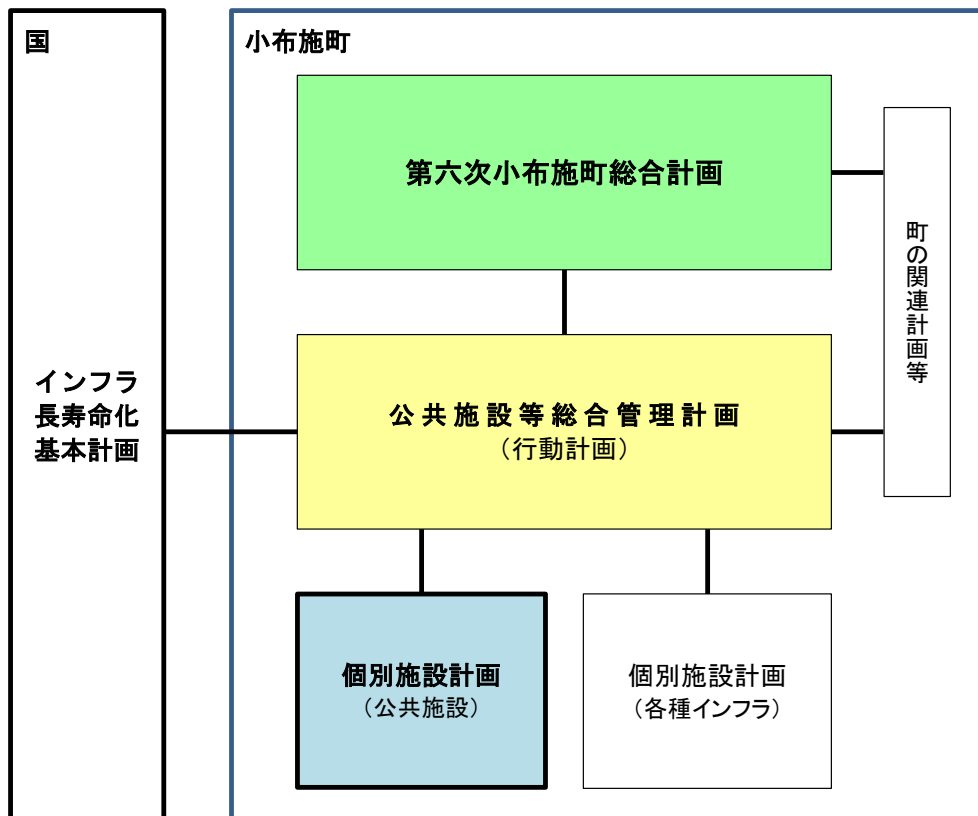 国
インフラ
長寿命化
基本計画
小布施町
第六次小布施町総合計画
公共施設等総合管理計画
（行動計画）
町の関連計画等
個別施設計画
（公共施設）
個別施設計画
（各種インフラ）